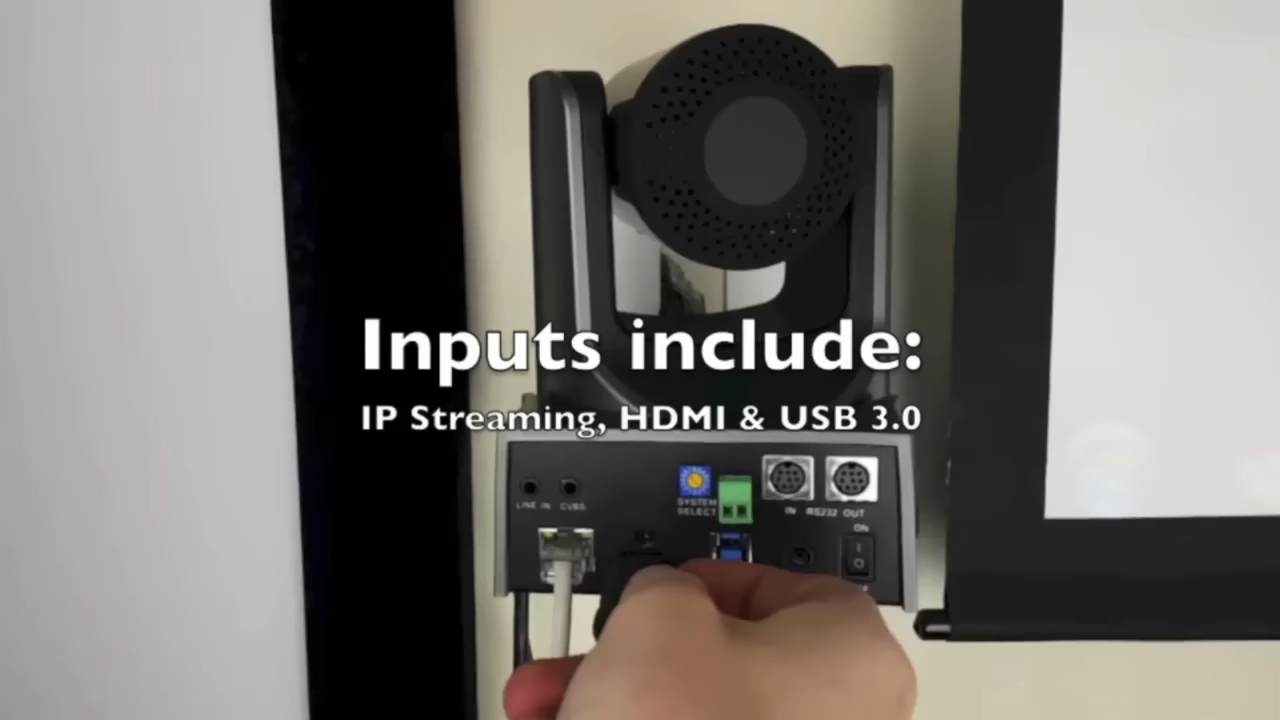 Inputs include:
IP Streaming, HDMI & USB 3.0
LINE IN CVBS
SYSTEM
SELECT
IN RS232 OUT
ON